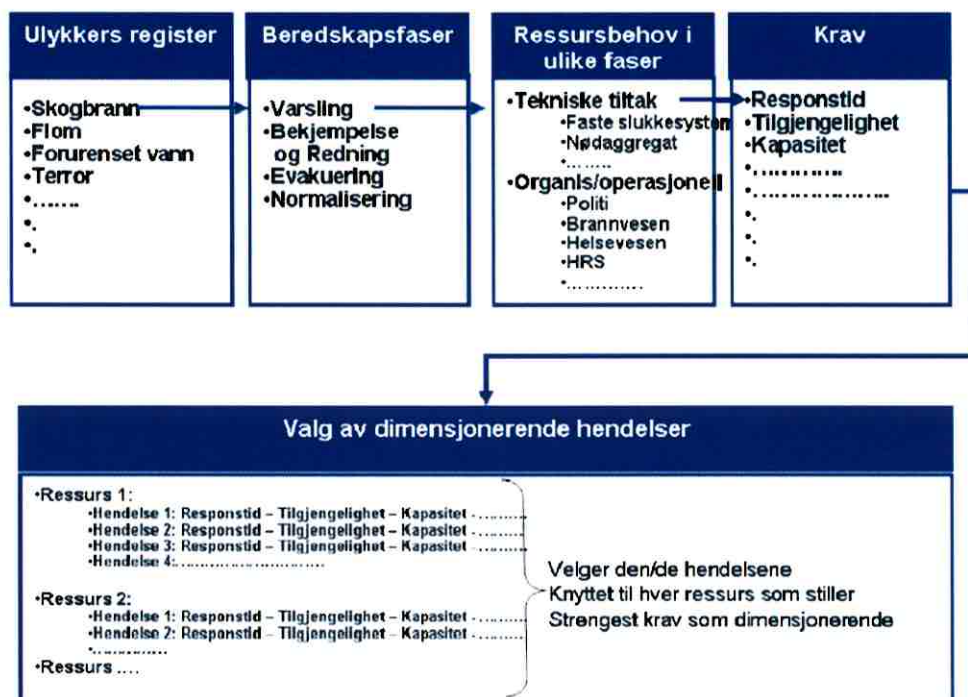 Ulykkers register
•Skogbrann
•Flom
•Forurenset vann
•Terror
•.......
•.
•.
Beredskapsfaser
•Varsling
•Bekjempelse
og Redning
•Evakuering
•Normalisering
Ressursbehov i
ulike faser
•Tekniske tiltak
•Faste slukkesystem
•Nødaggregat
•........
•Organis/operasjonell
•Politi
•Brannvesen
•Helsevesen
•HRS
•.............
Krav
•Responstid
•Tilgjengelighet
•Kapasitet
•.............
•...................
•.
•.
•.
Valg av dimensjonerende hendelser
•Ressurs 1:
•Hendelse 1: Responstid – Tilgjengelighet – Kapasitet - ........
•Hendelse 2: Responstid – Tilgjengelighet – Kapasitet - ........
•Hendelse 3: Responstid – Tilgjengelighet – Kapasitet - ........
•Hendelse 4:..............................
•Ressurs 2:
•Hendelse 1: Responstid – Tilgjengelighet – Kapasitet - ........
•Hendelse 2: Responstid – Tilgjengelighet – Kapasitet - ........
•..............
•Ressurs ....
Velger den/de hendelsene
Knyttet til hver ressurs som stiller
Strengest krav som dimensjonerende